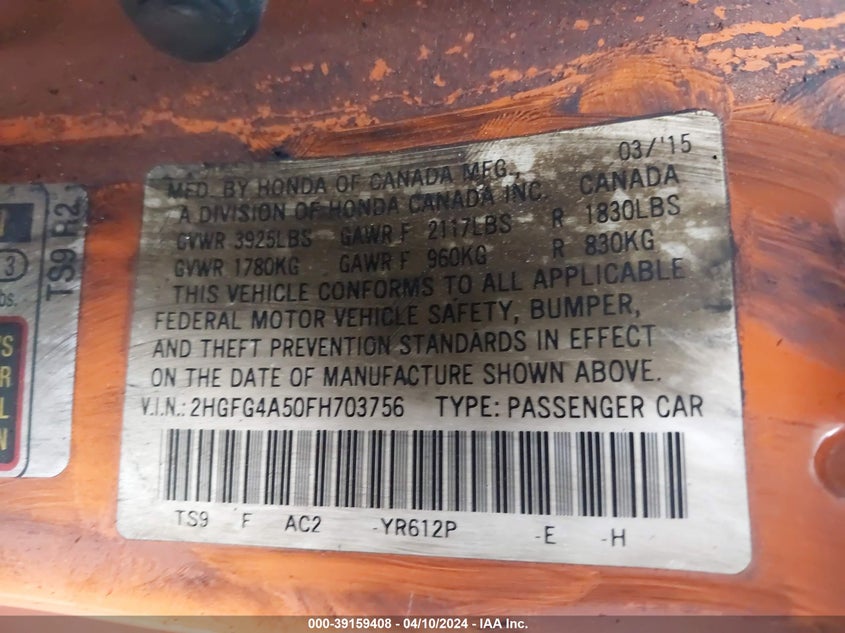 03/'15
MFD. BY HONDA OF CANADA MFG., CANADA
A DIVISION OF HONDA CANADA INC.
GVWR 3925LBS GAWR F 2117LBS R 1830LBS
GVWR 1780KG GAWR F 960KG R 830KG
THIS VEHICLE CONFORMS TO ALL APPLICABLE
FEDERAL MOTOR VEHICLE SAFETY, BUMPER,
AND THEFT PREVENTION STANDARDS IN EFFECT
ON THE DATE OF MANUFACTURE SHOWN ABOVE.
V.I.N.: 2HGFG4A50FH703756 TYPE: PASSENGER CAR
TS9 F AC2 -YR612P -E -H
TS9 R2
3
000-39159408 - 04/10/2024 - IAA Inc.